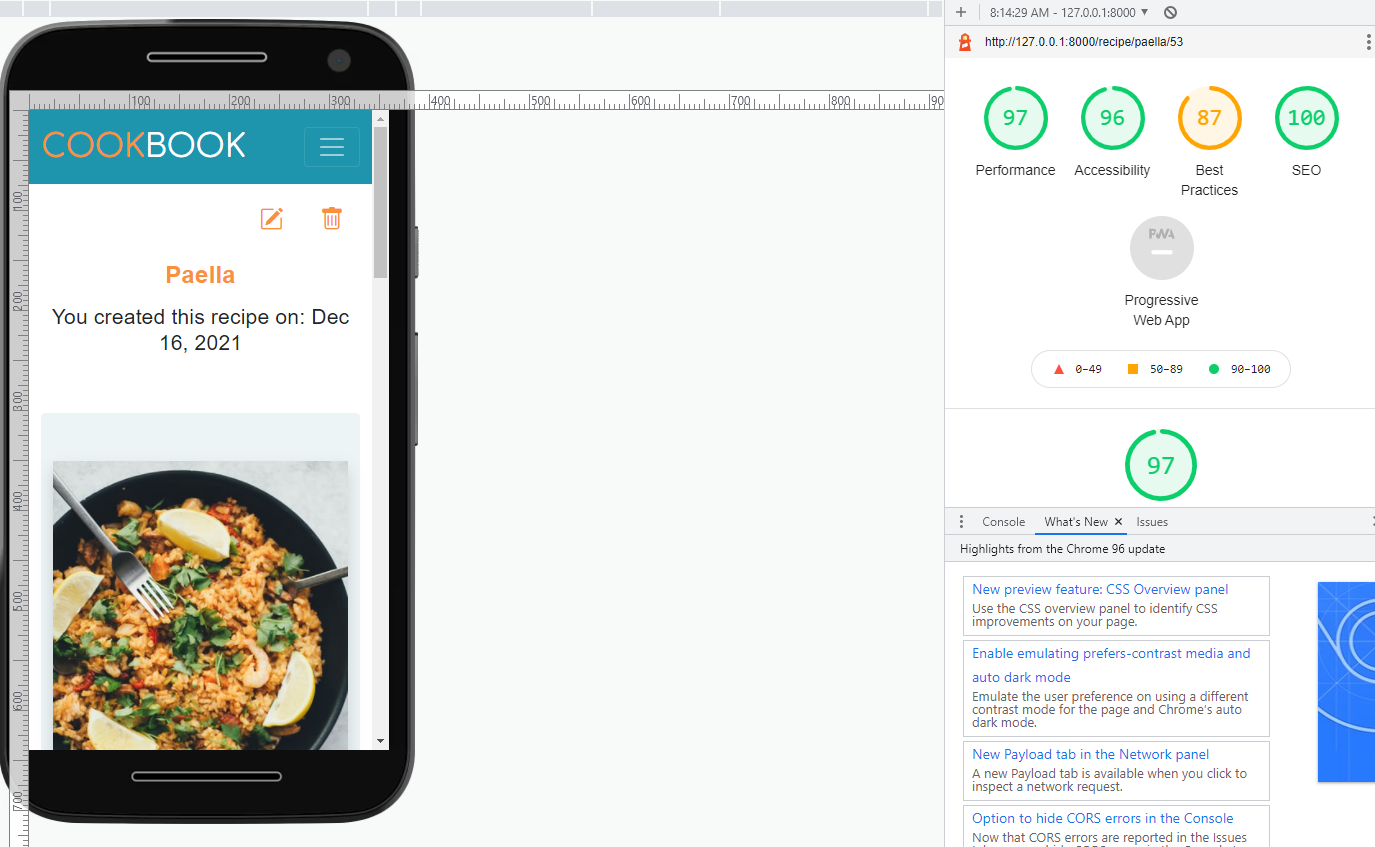 8:14:29 AM - 127.0.0.1:8000
http://127.0.0.1:8000/recipe/paella/53
100 200 300 400 500 600 700 800 90
100
200
300
400
500
600
700
COOKBOOK
Paella
You created this recipe on: Dec
16, 2021
97 96 87 100
Performance Accessibility Best
Practices SEO
PWA
Progressive
Web App
0–49 50–89 90–100
97
Console What's New Issues
Highlights from the Chrome 96 update
New preview feature: CSS Overview panel
Use the CSS overview panel to identify CSS
improvements on your page.
Enable emulating prefers-contrast media and
auto dark mode
Emulate the user preference on using a different
contrast mode for the page and Chrome's auto
dark mode.
New Payload tab in the Network panel
A new Payload tab is available when you click to
inspect a network request.
Option to hide CORS errors in the Console
Now that CORS errors are reported in the Issues